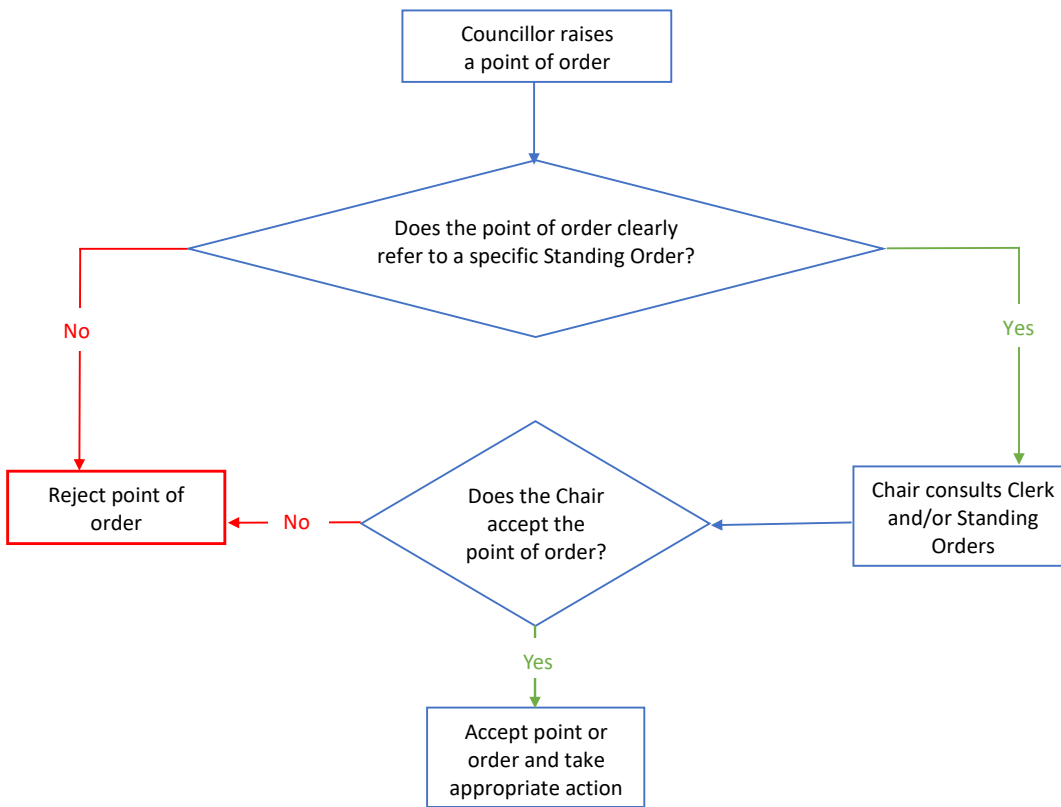 Councillor raises
a point of order
Does the point of order clearly
refer to a specific Standing Order?
No
Yes
Reject point of
order
No
Does the Chair
accept the
point of order?
Chair consults Clerk
and/or Standing
Orders
Yes
Accept point or
order and take
appropriate action